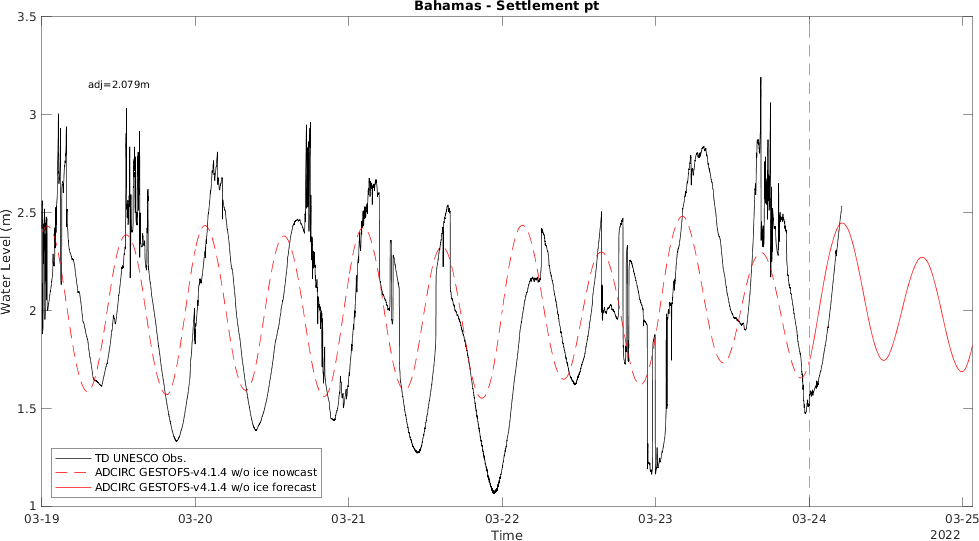 Bahamas - Settlement pt
3.5
adj=2.079m
3
2.5
Water Level (m)
2
1.5
TD UNESCO Obs.
ADCIRC GESTOFS-v4.1.4 w/o ice nowcast
ADCIRC GESTOFS-v4.1.4 w/o ice forecast
1
03-19 03-20 03-21 03-22 03-23 03-24 03-25
Time
2022